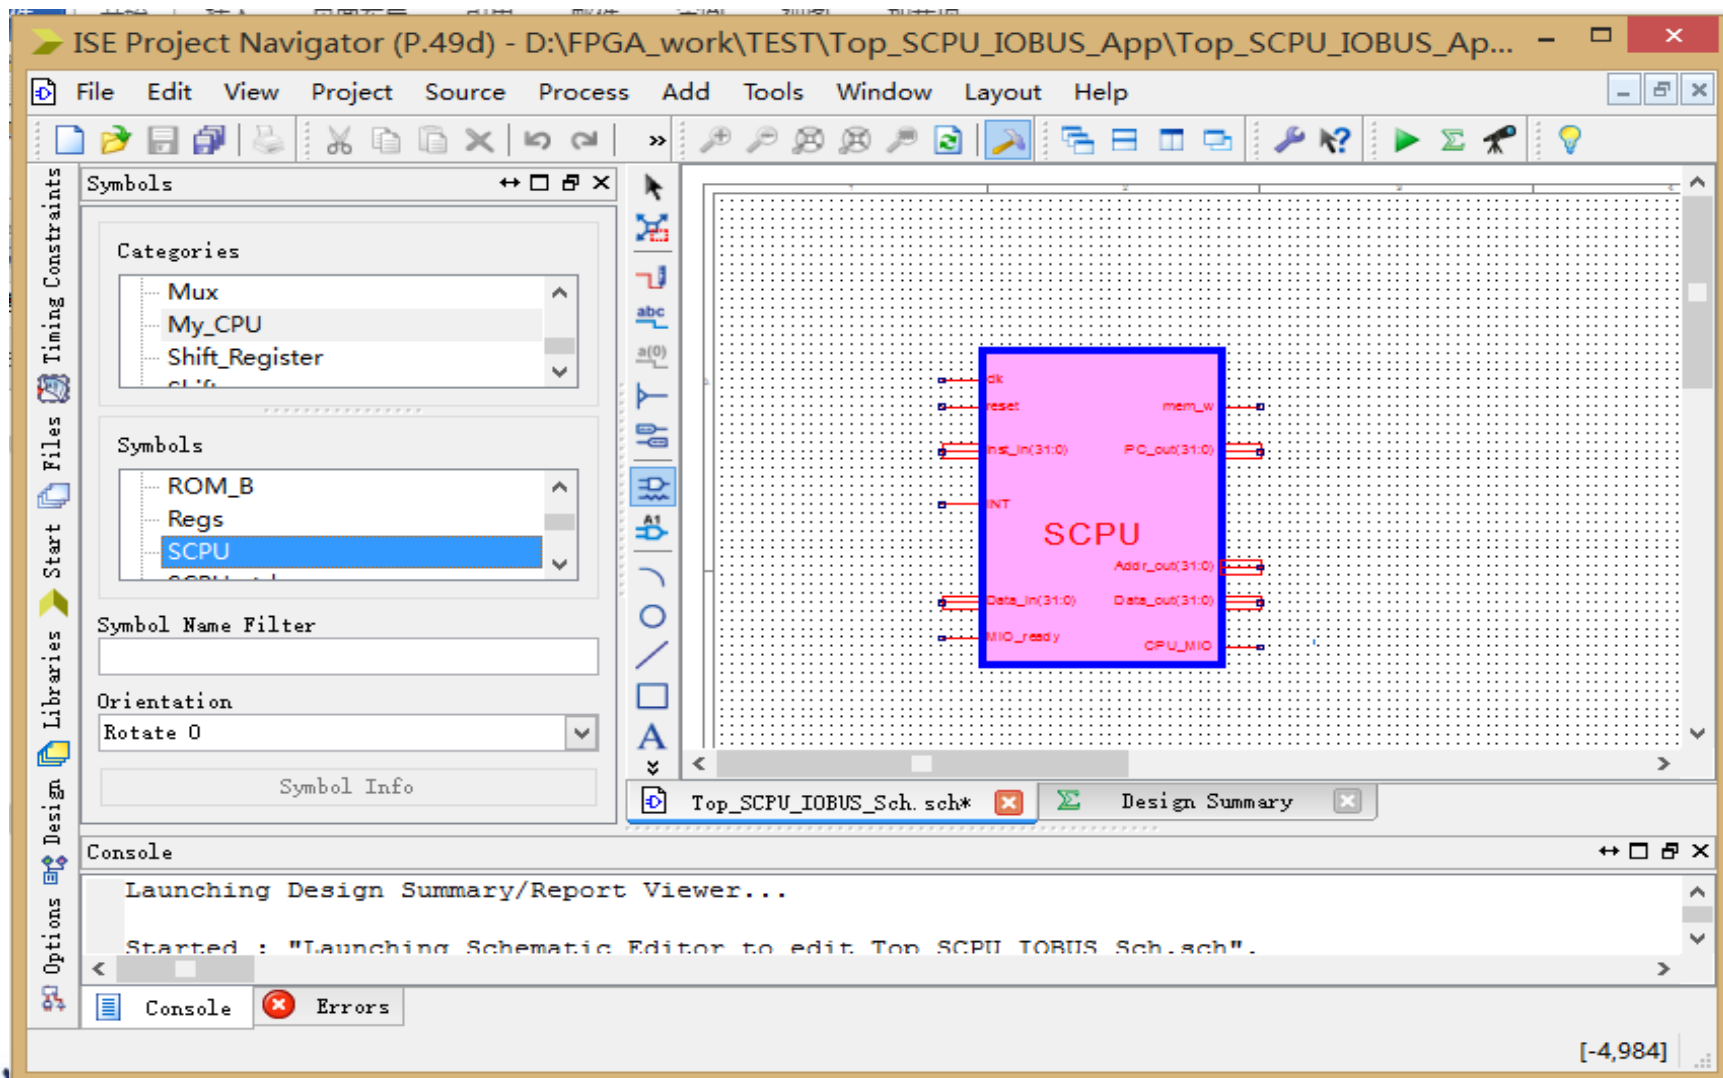 ISE Project Navigator (P.49d) - D:\FPGA_work\TEST\Top_SCPU_IOBUS_App\Top_SCPU_IOBUS_Ap...
File Edit View Project Source Process Add Tools Window Layout Help
Timing Constraints
Files
Start
Libraries
Design
Options
Symbols
Categories
Mux
My_CPU
Shift_Register
Symbols
ROM_B
Regs
SCPU
Symbol Name Filter
Orientation
Rotate 0
Symbol Info
abc
a(0)
A1
A
1 2 3
clk
reset
mem_w
Inst_in(31:0)
PC_out(31:0)
INT
SCPU
Addr_out(31:0)
Data_in(31:0)
Data_out(31:0)
MIO_ready
CPU_MIO
Top_SCPU_IOBUS_Sch.sch*
Design Summary
Console
Launching Design Summary/Report Viewer...
Started : "Launching Schematic Editor to edit Top_SCPU_IOBUS_Sch.sch".
Console
Errors
[-4,984]